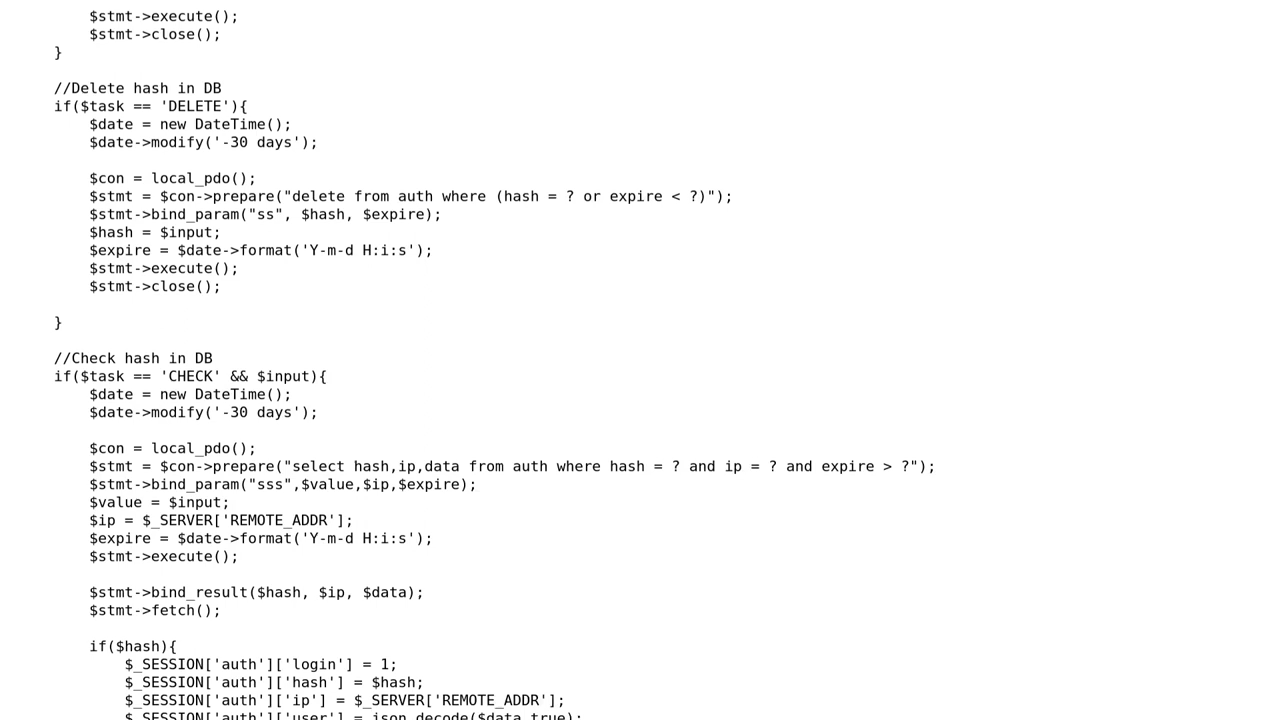 $stmt->execute();
$stmt->close();
}
//Delete hash in DB
if($task == 'DELETE'){
$date = new DateTime();
$date->modify('-30 days');
$con = local_pdo();
$stmt = $con->prepare("delete from auth where (hash = ? or expire < ?)");
$stmt->bind_param("ss", $hash, $expire);
$hash = $input;
$expire = $date->format('Y-m-d H:i:s');
$stmt->execute();
$stmt->close();
}
//Check hash in DB
if($task == 'CHECK' && $input){
$date = new DateTime();
$date->modify('-30 days');
$con = local_pdo();
$stmt = $con->prepare("select hash,ip,data from auth where hash = ? and ip = ? and expire > ?");
$stmt->bind_param("sss",$value,$ip,$expire);
$value = $input;
$ip = $_SERVER['REMOTE_ADDR'];
$expire = $date->format('Y-m-d H:i:s');
$stmt->execute();
$stmt->bind_result($hash, $ip, $data);
$stmt->fetch();
if($hash){
$_SESSION['auth']['login'] = 1;
$_SESSION['auth']['hash'] = $hash;
$_SESSION['auth']['ip'] = $_SERVER['REMOTE_ADDR'];
$_SESSION['auth']['user'] = json_decode($data,true);